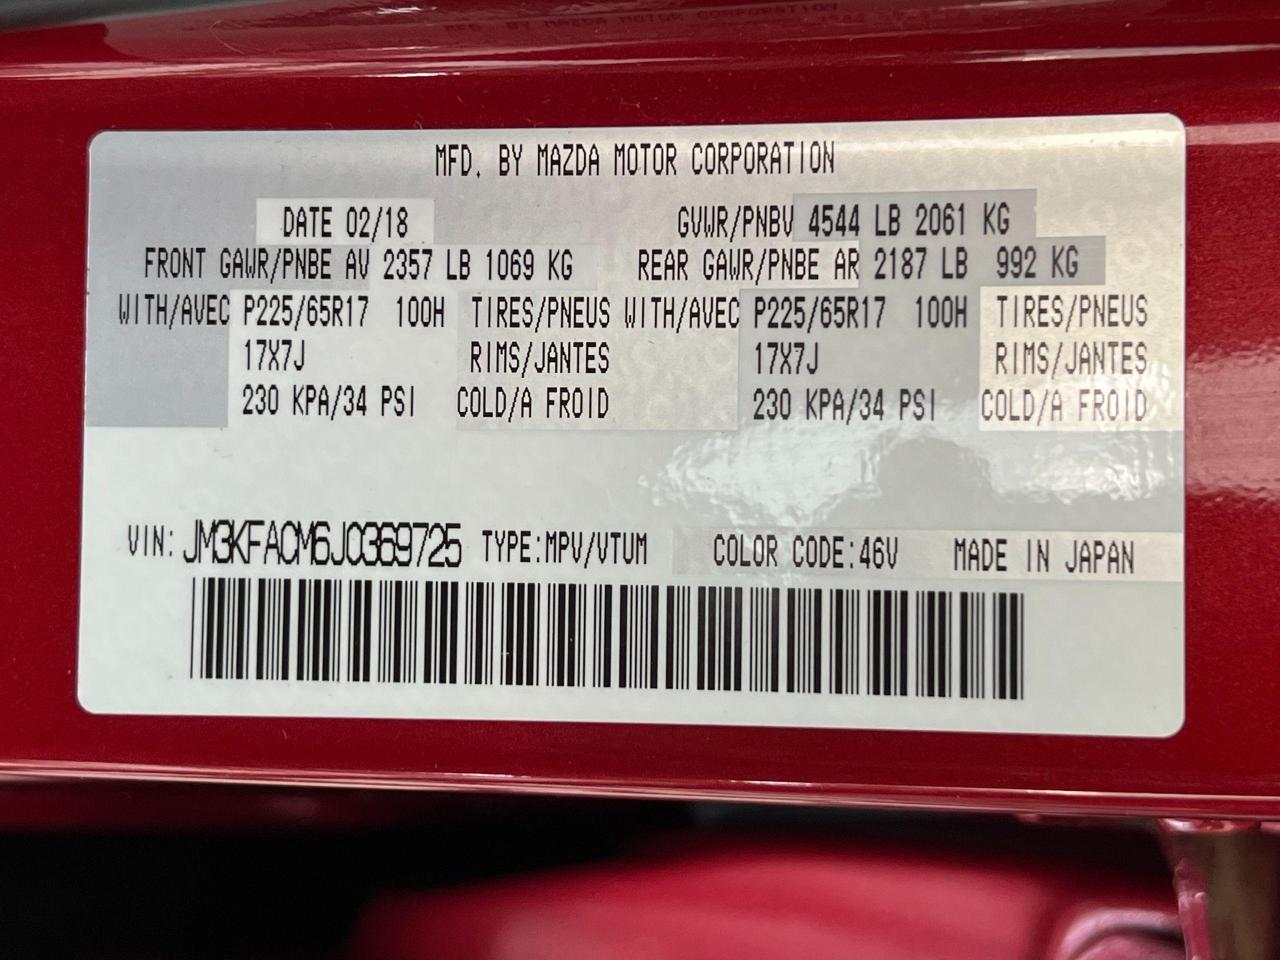 MFD. BY MAZDA MOTOR CORPORATION
DATE 02/18 GVWR/PNBV 4544 LB 2061 KG
FRONT GAWR/PNBE AV 2357 LB 1069 KG REAR GAWR/PNBE AR 2187 LB 992 KG
WITH/AVEC P225/65R17 100H TIRES/PNEUS WITH/AVEC P225/65R17 100H TIRES/PNEUS
17X7J RIMS/JANTES 17X7J RIMS/JANTES
230 KPA/34 PSI COLD/A FROID 230 KPA/34 PSI COLD/A FROID
VIN: JM3KFACM6J0369725 TYPE:MPV/VTUM COLOR CODE:46V MADE IN JAPAN